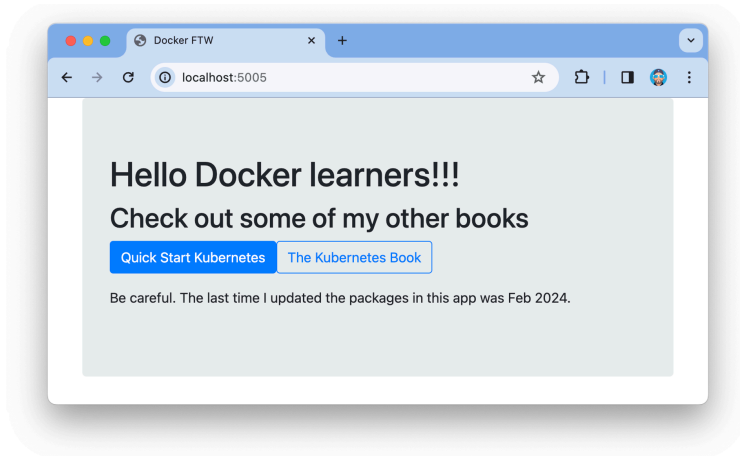 Docker FTW
localhost:5005
Hello Docker learners!!!
Check out some of my other books
Quick Start Kubernetes The Kubernetes Book
Be careful. The last time I updated the packages in this app was Feb 2024.